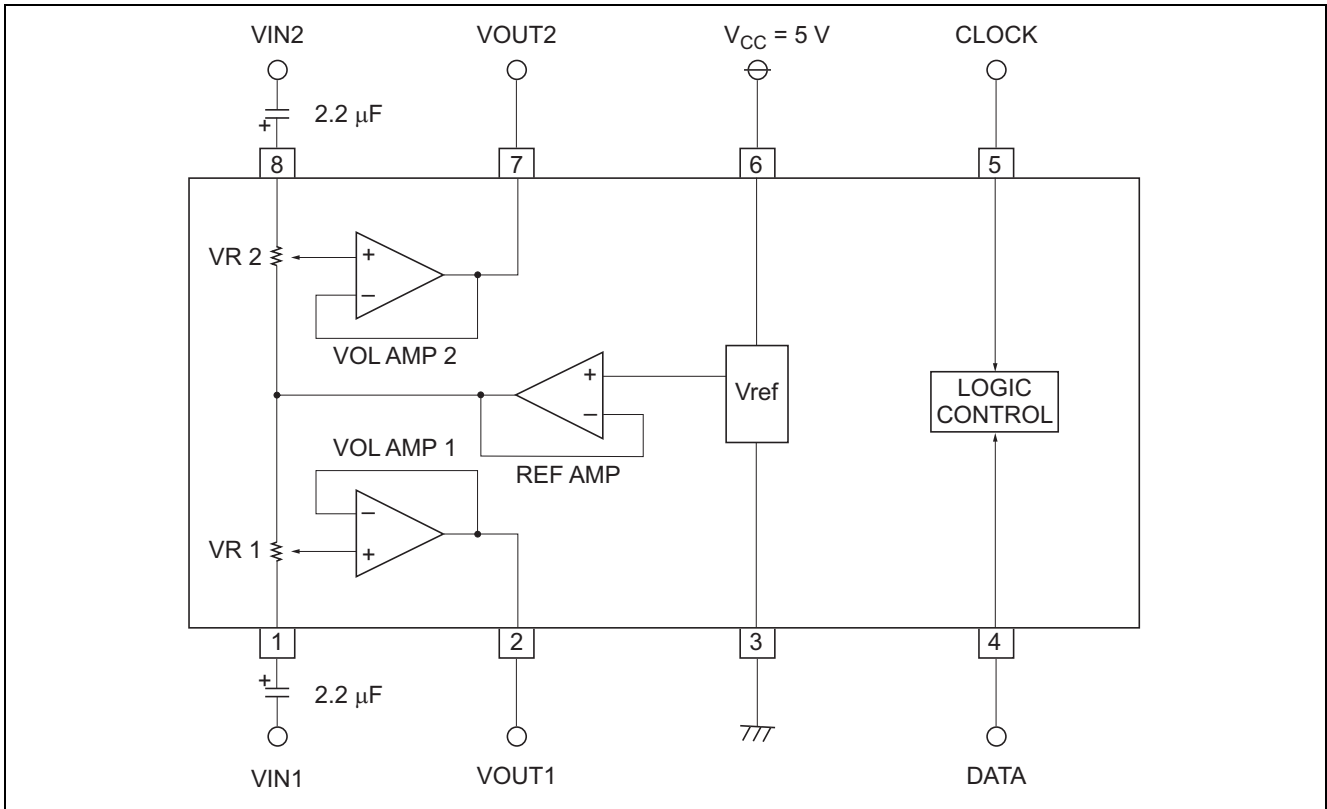 VIN2
VOUT2
VCC = 5 V
CLOCK
2.2 μF
+
8
7
6
5
VR 2
+
−
VOL AMP 2
+
−
Vref
LOGIC
CONTROL
VOL AMP 1
REF AMP
−
+
VR 1
1
2
3
4
+
2.2 μF
VIN1
VOUT1
DATA